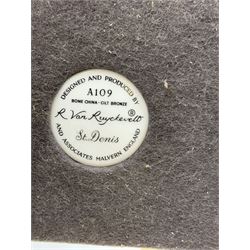 DESIGNED AND PRODUCED BY
A109
BONE CHINA - GILT BRONZE
R. Van Ruyckevelt ®
St. Denis
AND ASSOCIATES MALVERN ENGLAND